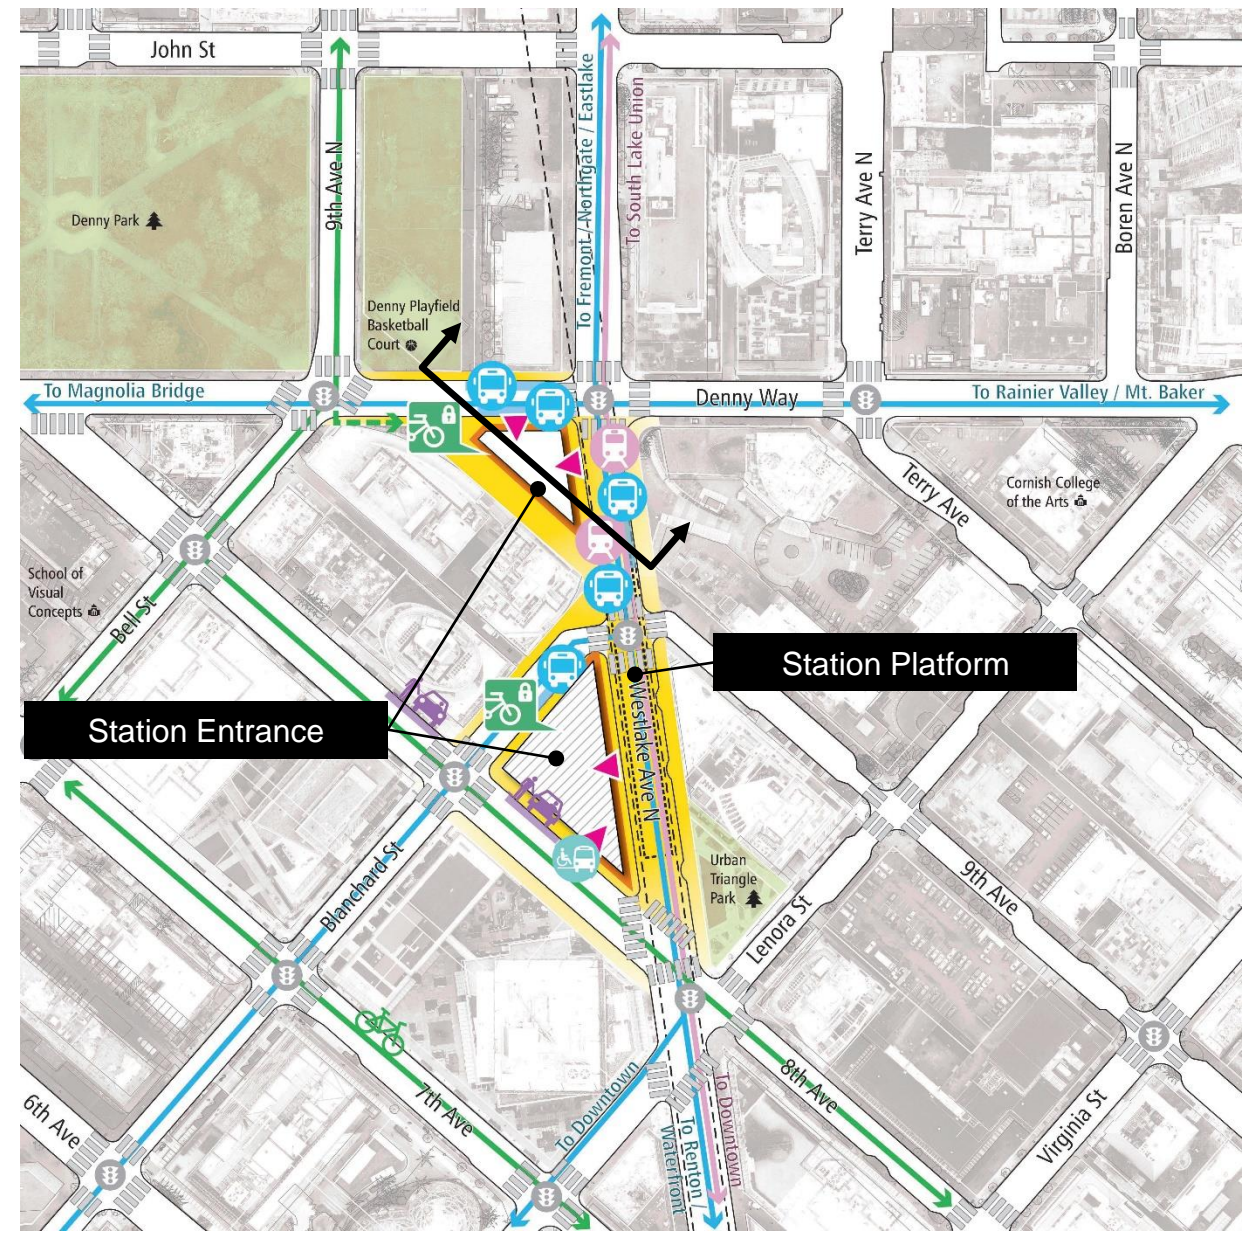 John St
9th Ave N
To Fremont / Northgate / Eastlake
To South Lake Union
Terry Ave N
Boren Ave N
Denny Park
Denny Playfield
Basketball
Court
To Magnolia Bridge
Denny Way
To Rainier Valley / Mt. Baker
Terry Ave
Cornish College
of the Arts
School of
Visual
Concepts
Bell St
Station Platform
Station Entrance
Westlake Ave N
Blanchard St
Urban
Triangle
Park
9th Ave
Lenora St
7th Ave
6th Ave
To Downtown
To Renton /
Waterfront
To Downtown
8th Ave
Virginia St